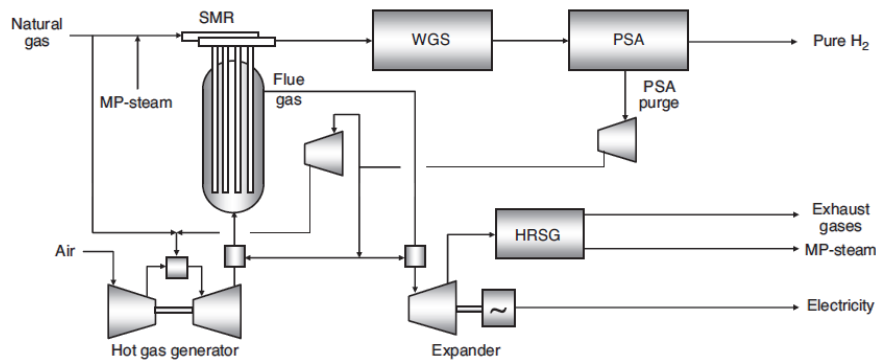 SMR
Natural
gas
WGS
PSA
Pure H₂
Flue
gas
MP-steam
PSA
purge
Exhaust
gases
HRSG
MP-steam
Air
~
Electricity
Hot gas generator
Expander